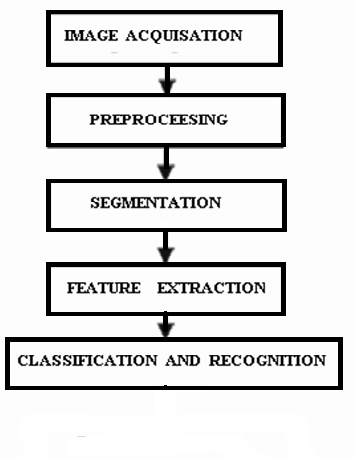 IMAGE ACQUISATION
PREPROCEESING
SEGMENTATION
FEATURE EXTRACTION
CLASSIFICATION AND RECOGNITION